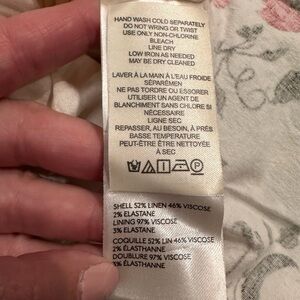 HAND WASH COLD SEPARATELY
DO NOT WRING OR TWIST
USE ONLY NON-CHLORINE
BLEACH
LINE DRY
LOW IRON AS NEEDED
MAY BE DRY CLEANED
LAVER À LA MAIN À L'EAU FROIDE
SÉPARÉMEN
NE PAS TORDRE OU ESSORER
UTILISER UN AGENT DE
BLANCHIMENT SANS CHLORE SI
NÉCESSAIRE
LIGNE SEC
REPASSER, AU BESOIN, À PRÈS
BASSE TEMPERATURE
PEUT-ÊTRE ÊTRE NETTOYÉE
À SEC
SHELL 52% LINEN 46% VISCOSE
2% ELASTANE
LINING 97% VISCOSE
3% ELASTANE
COQUILLE 52% LIN 46% VISCOSE
2% ÉLASTHANNE
DOUBLURE 97% VISCOSE
3% ÉLASTHANNE